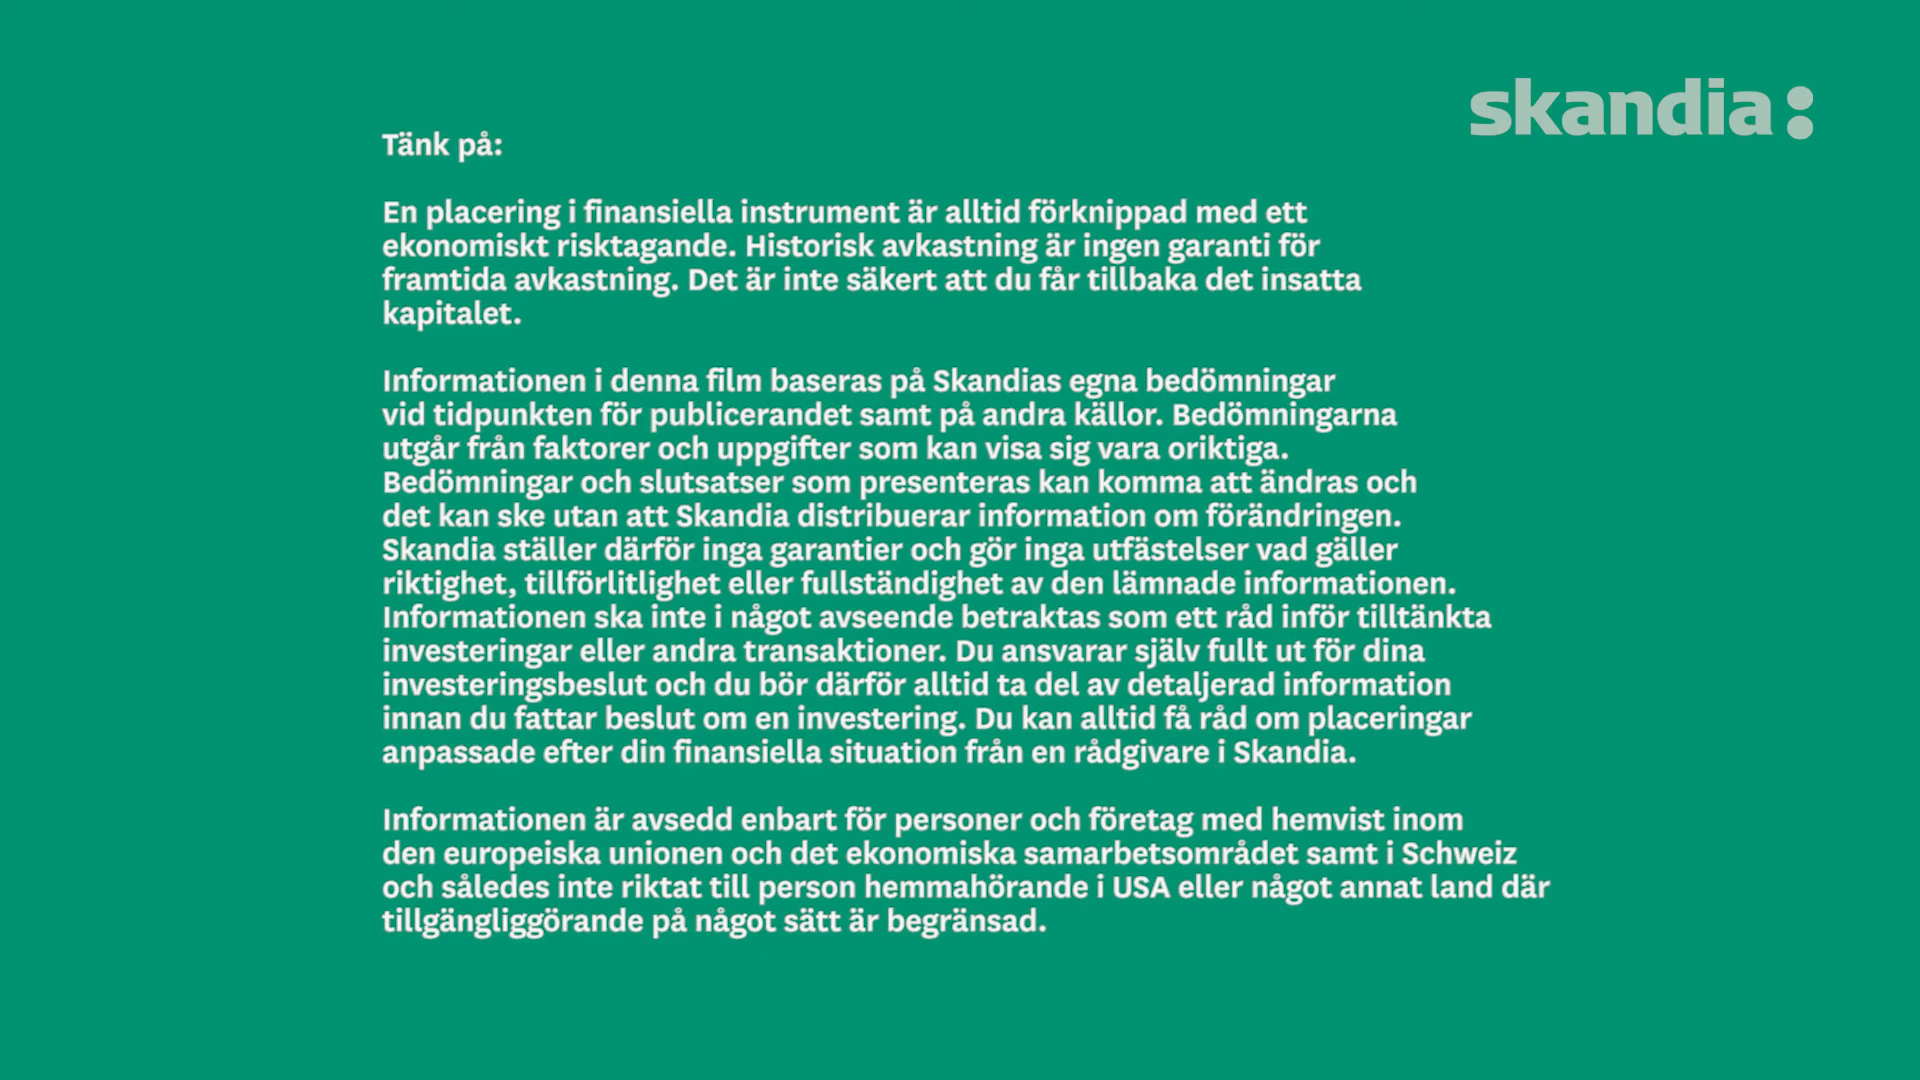 skandia:
Tänk på:
En placering i finansiella instrument är alltid förknippad med ett
ekonomiskt risktagande. Historisk avkastning är ingen garanti för
framtida avkastning. Det är inte säkert att du får tillbaka det insatta
kapitalet.
Informationen i denna film baseras på Skandias egna bedömningar
vid tidpunkten för publicerandet samt på andra källor. Bedömningarna
utgår från faktorer och uppgifter som kan visa sig vara oriktiga.
Bedömningar och slutsatser som presenteras kan komma att ändras och
det kan ske utan att Skandia distribuerar information om förändringen.
Skandia ställer därför inga garantier och gör inga utfästelser vad gäller
riktighet, tillförlitlighet eller fullständighet av den lämnade informationen.
Informationen ska inte i något avseende betraktas som ett råd inför tilltänkta
investeringar eller andra transaktioner. Du ansvarar själv fullt ut för dina
investeringsbeslut och du bör därför alltid ta del av detaljerad information
innan du fattar beslut om en investering. Du kan alltid få råd om placeringar
anpassade efter din finansiella situation från en rådgivare i Skandia.
Informationen är avsedd enbart för personer och företag med hemvist inom
den europeiska unionen och det ekonomiska samarbetsområdet samt i Schweiz
och således inte riktat till person hemmahörande i USA eller något annat land där
tillgängliggörande på något sätt är begränsad.